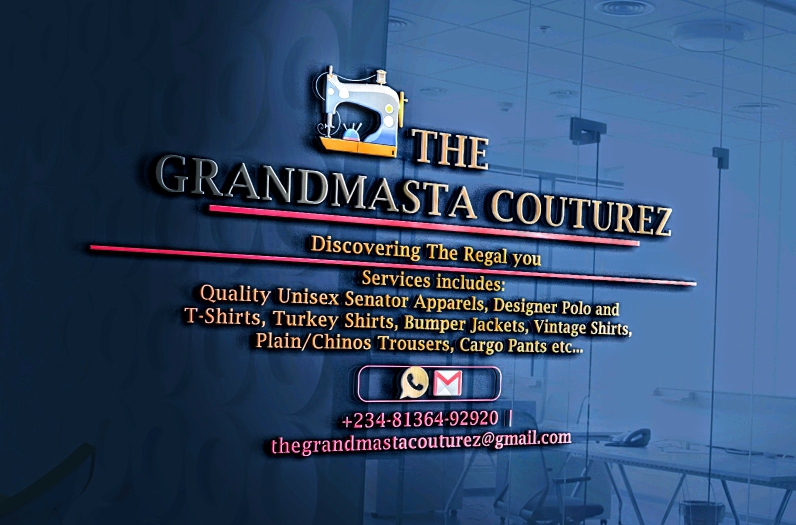 THE
GRANDMASTA COUTUREZ
Discovering The Regal you
Services includes:
Quality Unisex Senator Apparels, Designer Polo and
T-Shirts, Turkey Shirts, Bumper Jackets, Vintage Shirts,
Plain/Chinos Trousers, Cargo Pants etc...
+234-81364-92920 |
thegrandmastacouturez@gmail.com